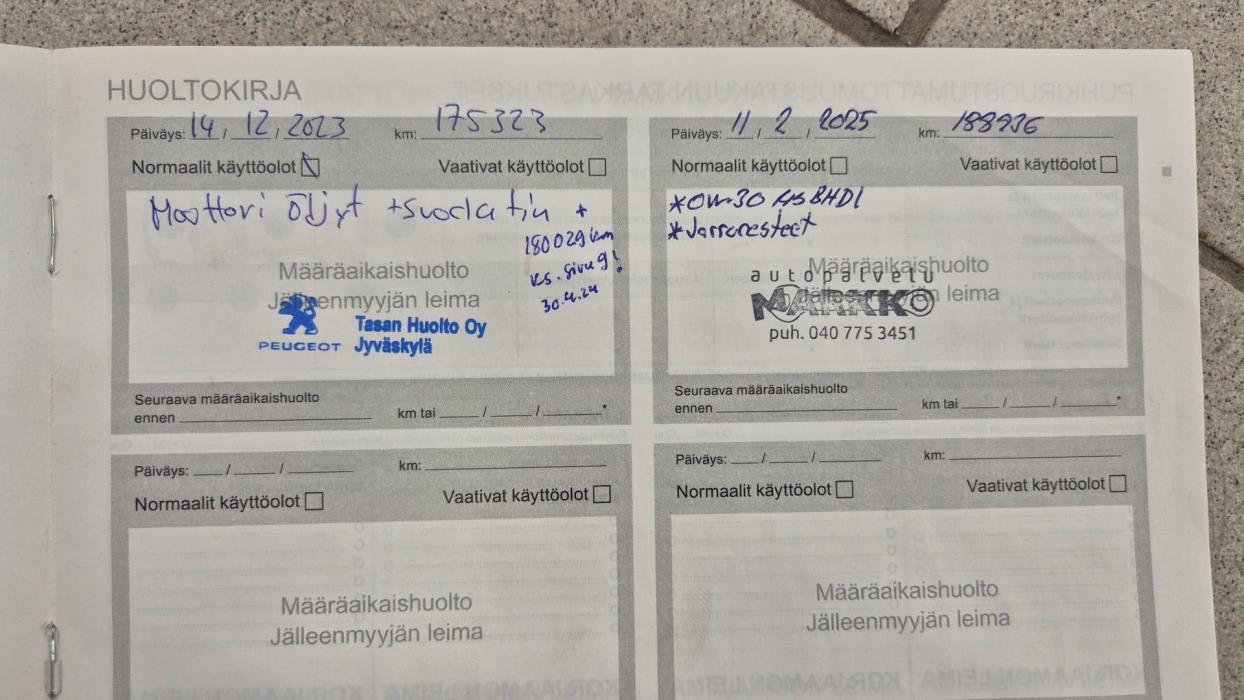 HUOLTOKIRJA
Päiväys: 14 / 12 / 2023 km: 175323
Normaalit käyttöolot Vaativat käyttöolot
Moottori Öljyt + suodatin +
180029 km
ks. sivu 9!
30.4.24
Määräaikaishuolto
Jälleenmyyjän leima
PEUGEOT
Tasan Huolto Oy
Jyväskylä
Seuraava määräaikaishuolto
ennen km tai / / *
Päiväys: 11 / 2 / 2025 km: 188936
Normaalit käyttöolot Vaativat käyttöolot
*0W-30
*Jarrunesteet
Määräaikaishuolto
Jälleenmyyjän leima
autopalvelu
MARKKO
puh. 040 775 3451
Seuraava määräaikaishuolto
ennen km tai / / *
Päiväys: / / km:
Normaalit käyttöolot Vaativat käyttöolot
Määräaikaishuolto
Jälleenmyyjän leima
Päiväys: / / km:
Normaalit käyttöolot Vaativat käyttöolot
Määräaikaishuolto
Jälleenmyyjän leima